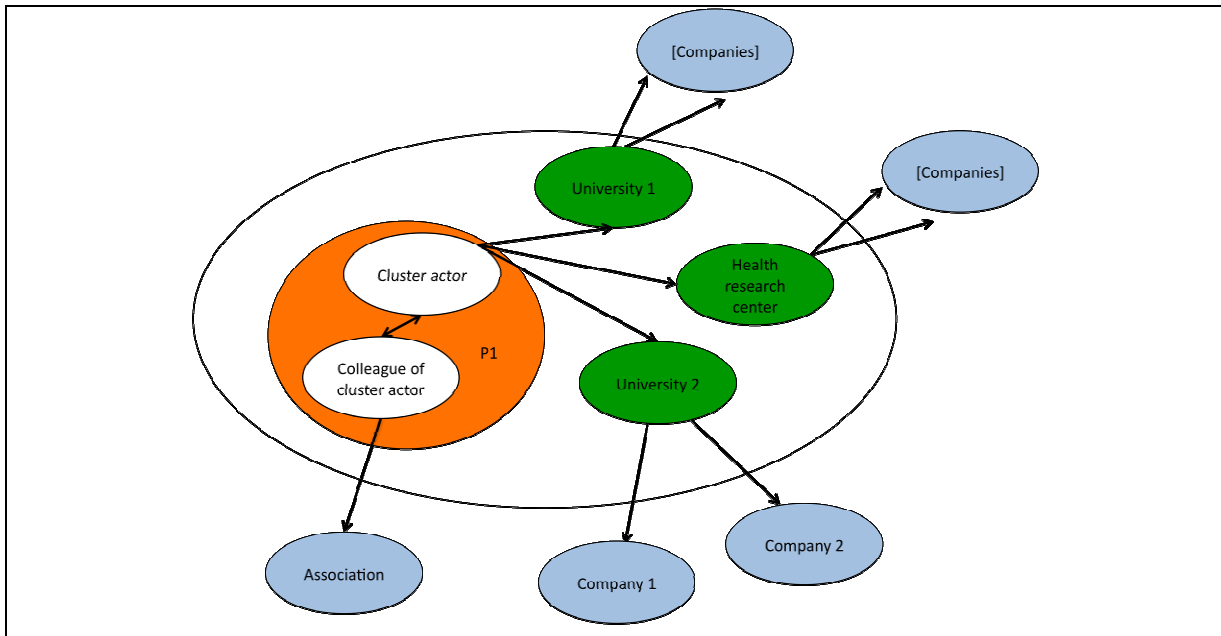 [Companies]
[Companies]
University 1
Cluster actor
Health
research
center
P1
Colleague of
cluster actor
University 2
Association
Company 1
Company 2